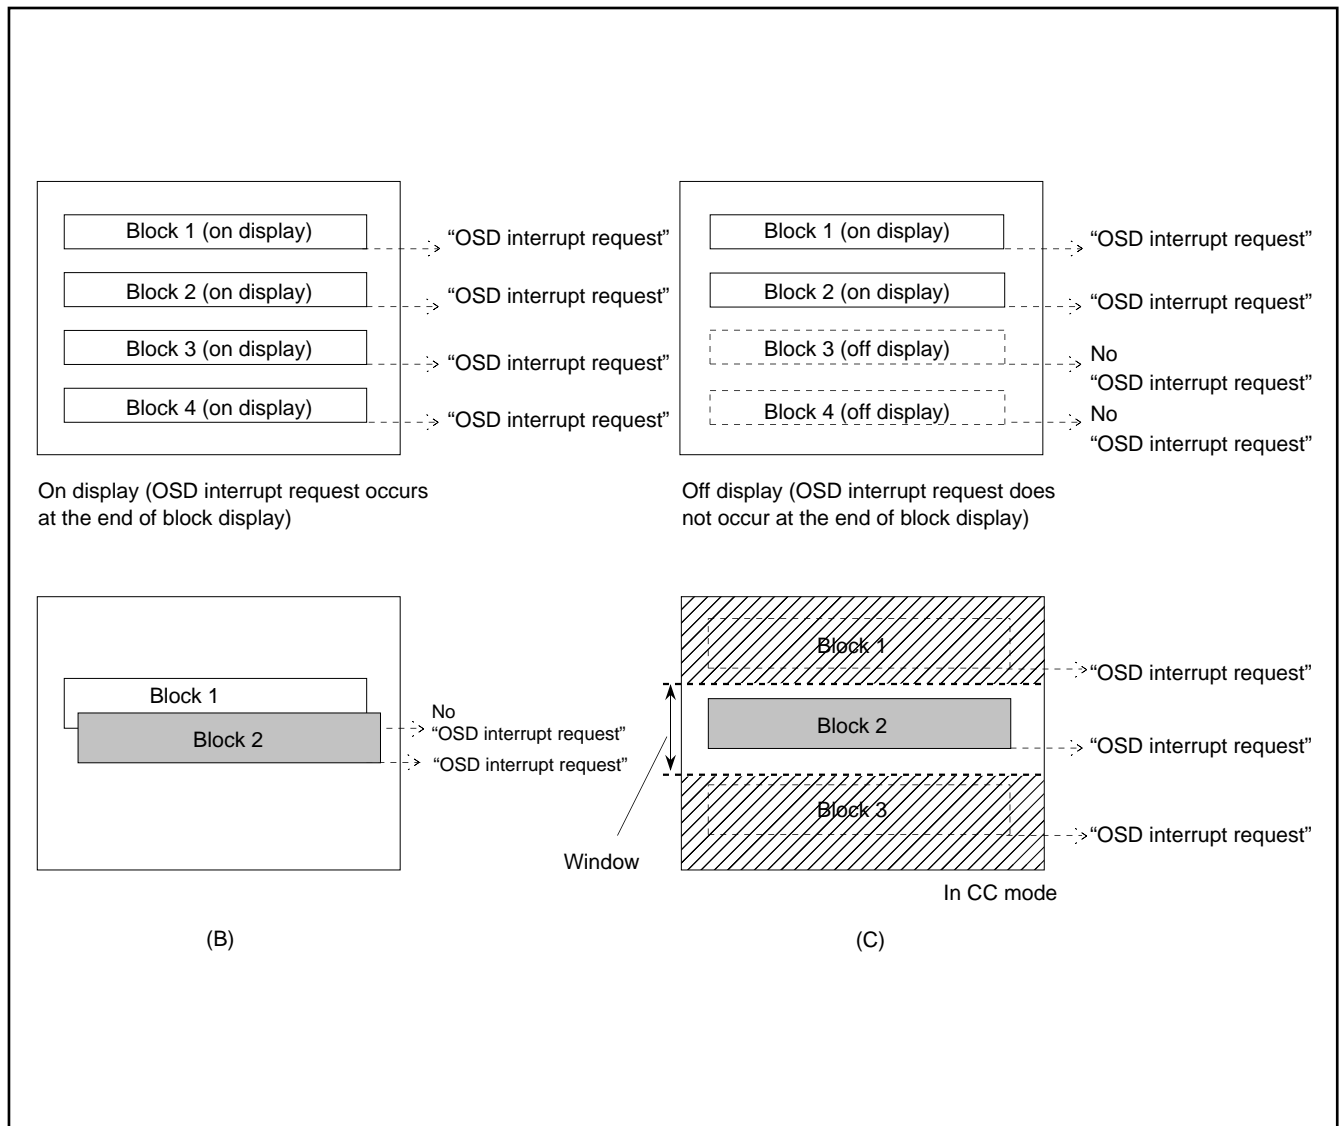 Block 1 (on display)
“OSD interrupt request”
Block 2 (on display)
“OSD interrupt request”
Block 3 (on display)
“OSD interrupt request”
Block 4 (on display)
“OSD interrupt request”
On display (OSD interrupt request occurs
at the end of block display)
Block 1 (on display)
“OSD interrupt request”
Block 2 (on display)
“OSD interrupt request”
Block 3 (off display)
No
“OSD interrupt request”
Block 4 (off display)
No
“OSD interrupt request”
Off display (OSD interrupt request does
not occur at the end of block display)
Block 1
Block 2
No
“OSD interrupt request”
“OSD interrupt request”
(B)
Block 1
“OSD interrupt request”
Block 2
“OSD interrupt request”
Block 3
“OSD interrupt request”
Window
In CC mode
(C)